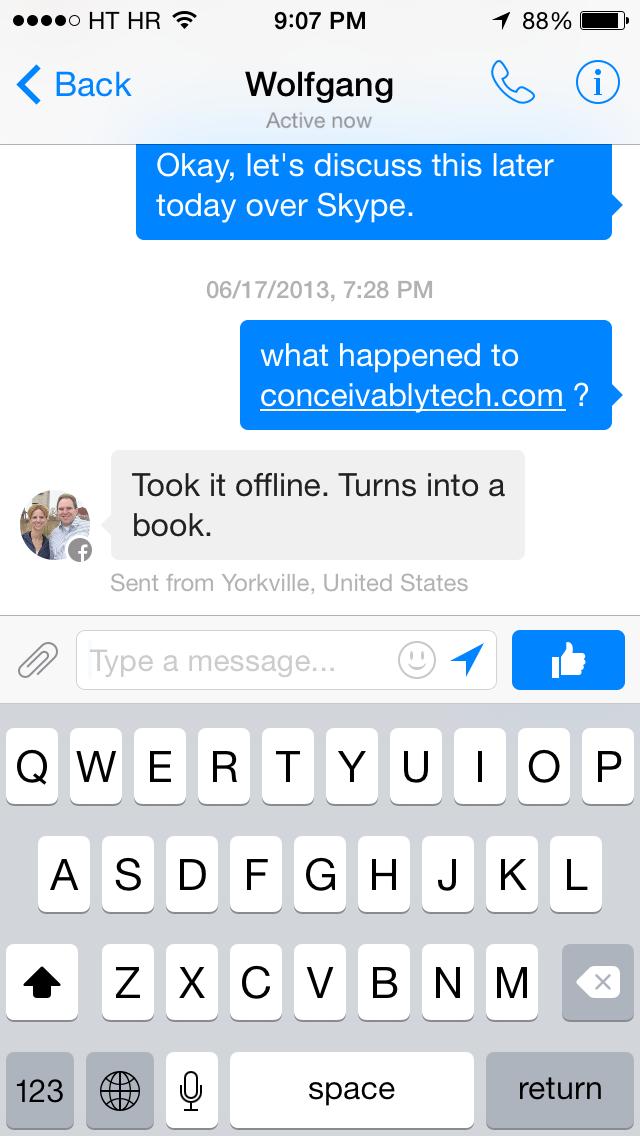 HT HR 9:07 PM 88%
Back Wolfgang
Active now
Okay, let's discuss this later
today over Skype.
06/17/2013, 7:28 PM
what happened to
conceivablytech.com ?
Took it offline. Turns into a
book.
Sent from Yorkville, United States
Type a message...
Q W E R T Y U I O P
A S D F G H J K L
Z X C V B N M
123 space return